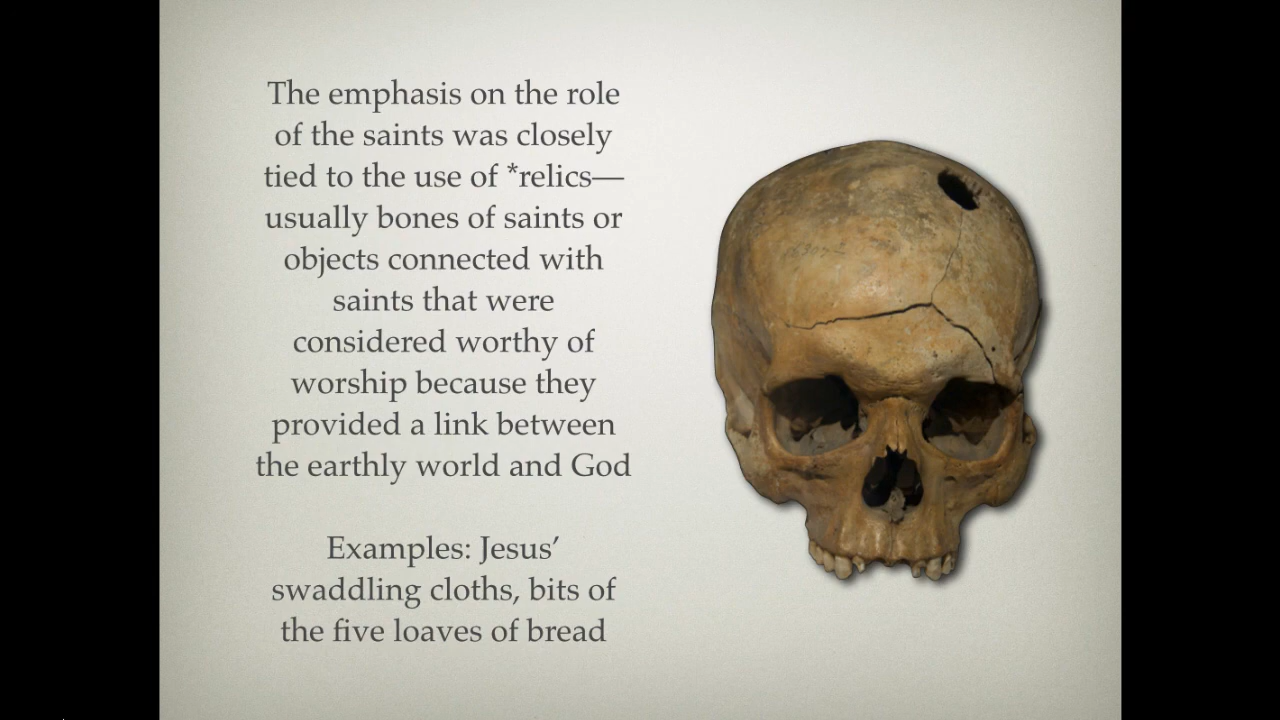 The emphasis on the role
of the saints was closely
tied to the use of *relics—
usually bones of saints or
objects connected with
saints that were
considered worthy of
worship because they
provided a link between
the earthly world and God
Examples: Jesus’
swaddling cloths, bits of
the five loaves of bread